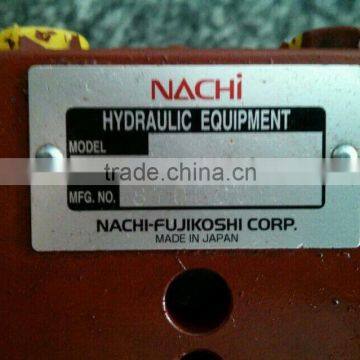 NACHi
HYDRAULIC EQUIPMENT
MODEL
trade.china.cn
MFG. NO.
NACHI-FUJIKOSHI CORP.
MADE IN JAPAN